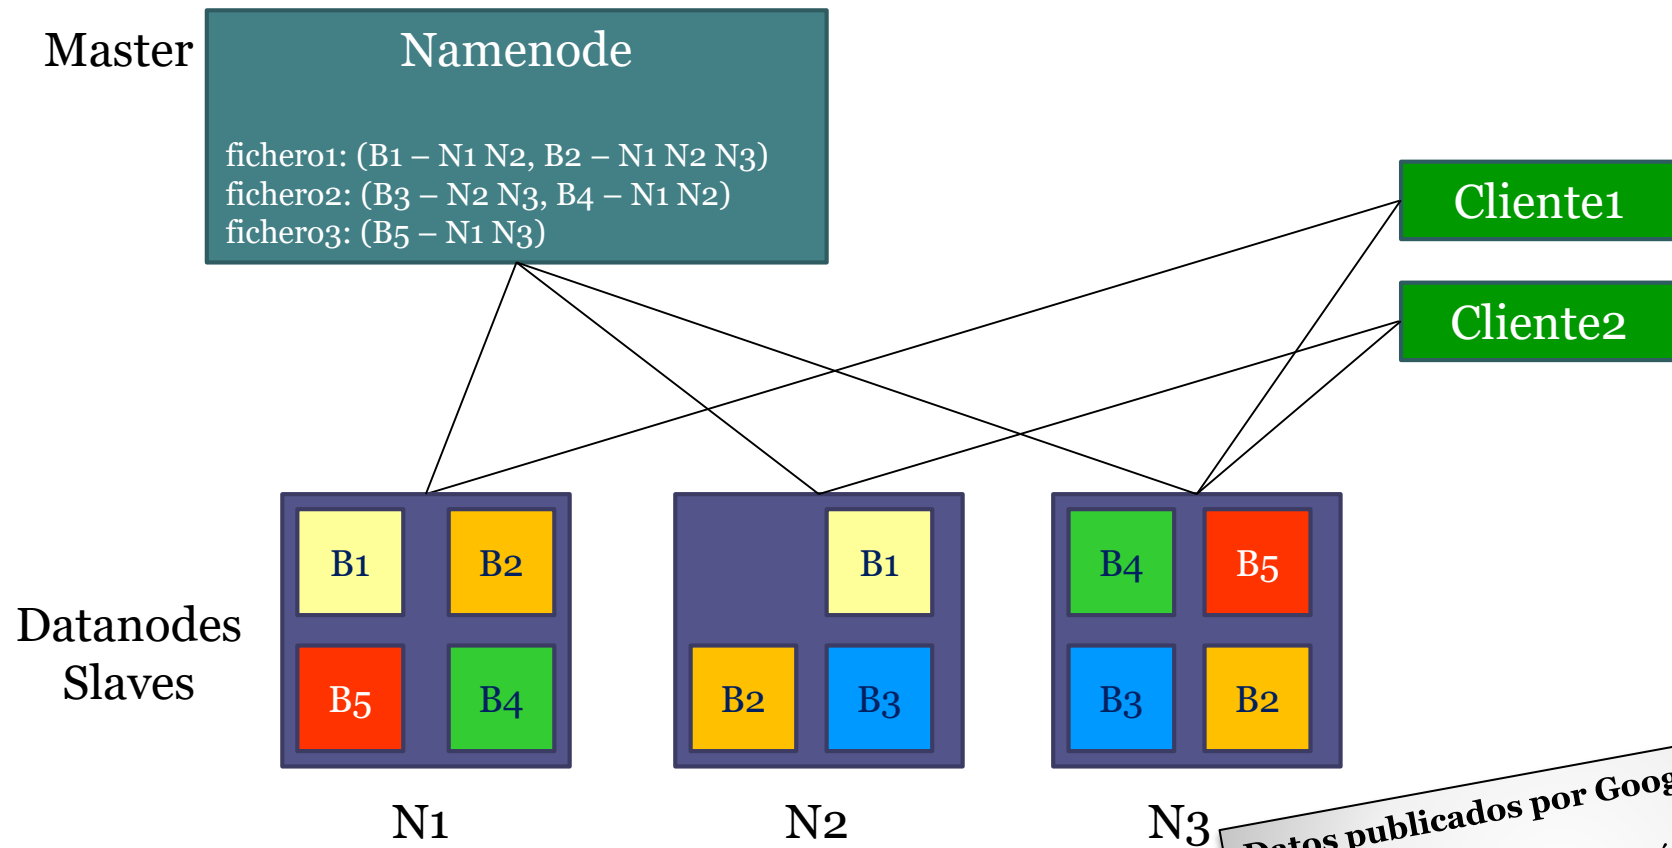 Master
Namenode
fichero1: (B1 – N1 N2, B2 – N1 N2 N3)
fichero2: (B3 – N2 N3, B4 – N1 N2)
fichero3: (B5 – N1 N3)
Cliente1
Cliente2
Datanodes
Slaves
B1
B2
B5
B4
N1
B1
B2
B3
N2
B4
B5
B3
B2
N3
Datos publicados por